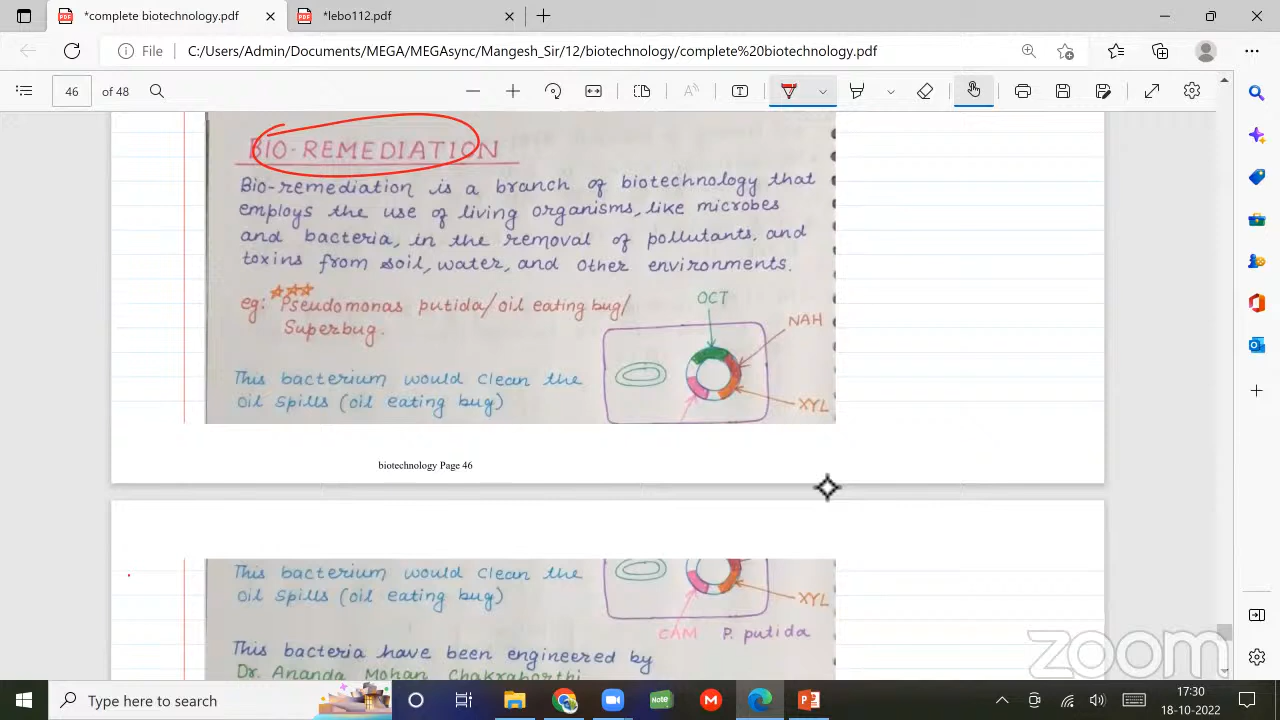 *complete biotechnology.pdf
*lebo112.pdf
File
C:/Users/Admin/Documents/MEGA/MEGAsync/Mangesh_Sir/12/biotechnology/complete%20biotechnology.pdf
46 of 48
BIO-REMEDIATION
Bio-remediation is a branch of biotechnology that
employs the use of living organisms, like microbes
and bacteria, in the removal of pollutants, and
toxins from soil, water, and other environments.
eg: Pseudomonas putida/oil eating bug/
Superbug.
OCT
NAH
This bacterium would clean the
oil spills (oil eating bug)
XYL
biotechnology Page 46
This bacterium would clean the
oil spills (oil eating bug)
XYL
CAM P. putida
This bacteria have been engineered by
Dr. Ananda Mohan Chakraborthi
zoom
Type here to search
Note
17:30
18-10-2022